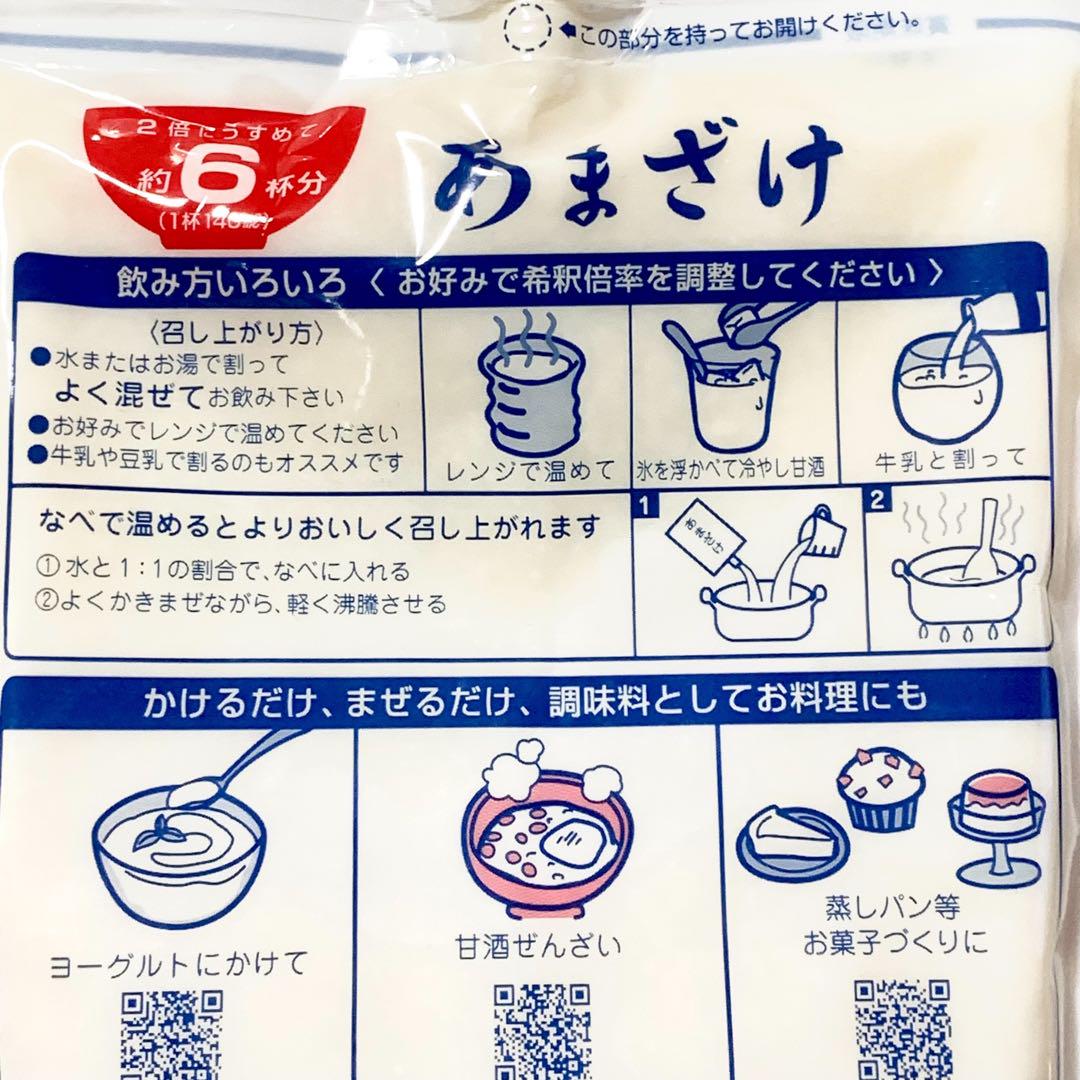 この部分を持ってお開けください。
2倍にうすめて
約6杯分
あまざけ
飲み方いろいろ〈お好みで希釈倍率を調整してください〉
〈召し上がり方〉
●水またはお湯で割って
よく混ぜてお飲み下さい
●お好みでレンジで温めてください
●牛乳や豆乳で割るのもオススメです
レンジで温めて
氷を浮かべて冷やし甘酒
牛乳と割って
なべで温めるとよりおいしく召し上がれます
①水と1:1の割合で、なべに入れる
②よくかきまぜながら、軽く沸騰させる
1
あまざけ
2
かけるだけ、まぜるだけ、調味料としてお料理にも
ヨーグルトにかけて
甘酒ぜんざい
蒸しパン等
お菓子づくりに